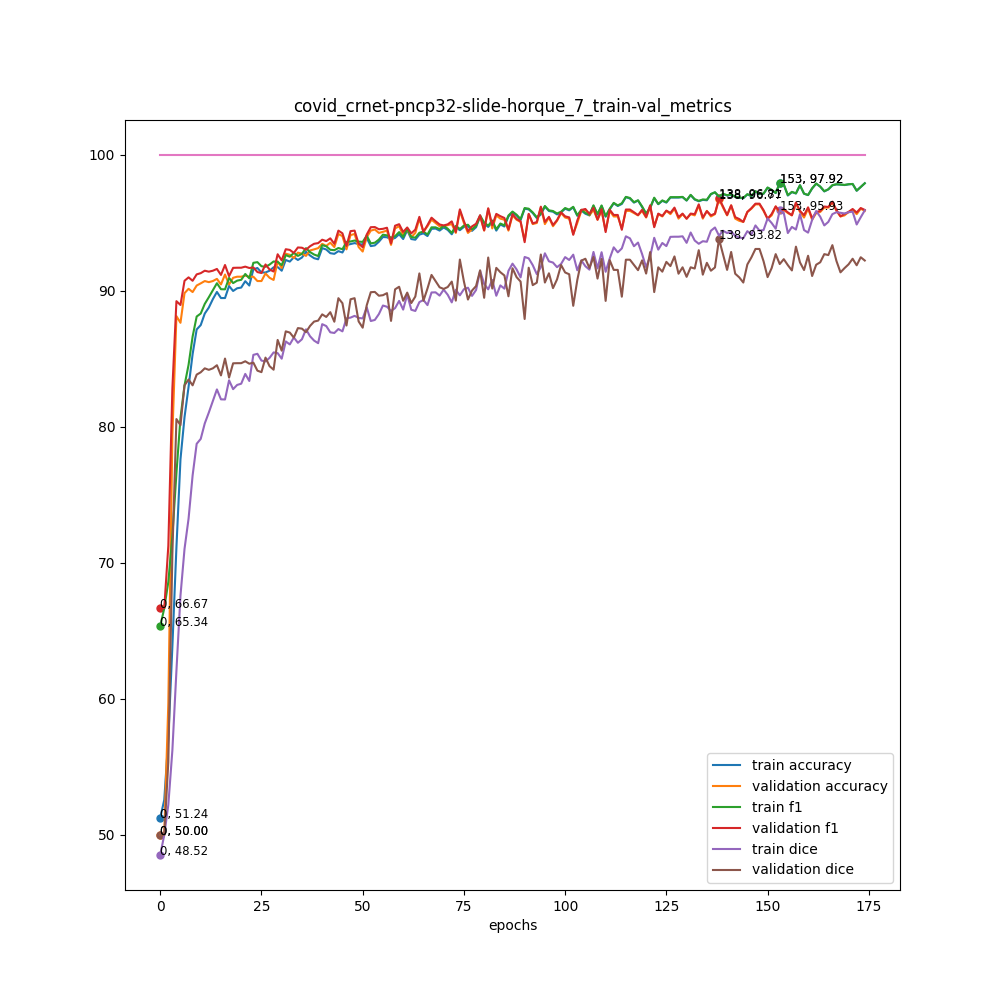 covid_crnet-pncp32-slide-horque_7_train-val_metrics
100
90
80
70
60
50
153, 97.92
153, 95.93
138, 93.82
0, 66.67
0, 65.34
0, 51.24
0, 50.00
0, 48.52
train accuracy
validation accuracy
train f1
validation f1
train dice
validation dice
0
25
50
75
100
125
150
175
epochs